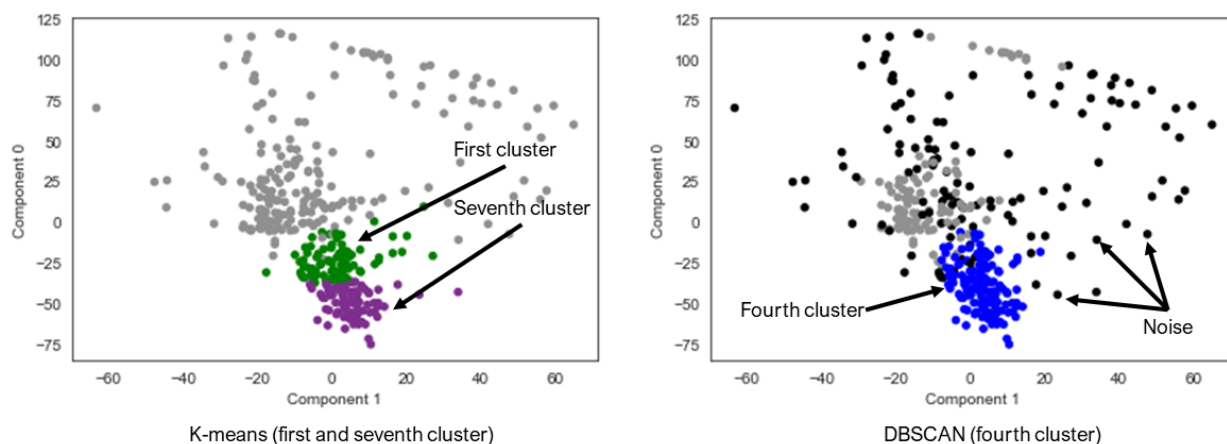 125
100
75
50
25
0
−25
−50
−75
Component 0
First cluster
Seventh cluster
−60 −40 −20 0 20 40 60
Component 1
K-means (first and seventh cluster)
125
100
75
50
25
0
−25
−50
−75
Component 0
Fourth cluster
Noise
−60 −40 −20 0 20 40 60
Component 1
DBSCAN (fourth cluster)